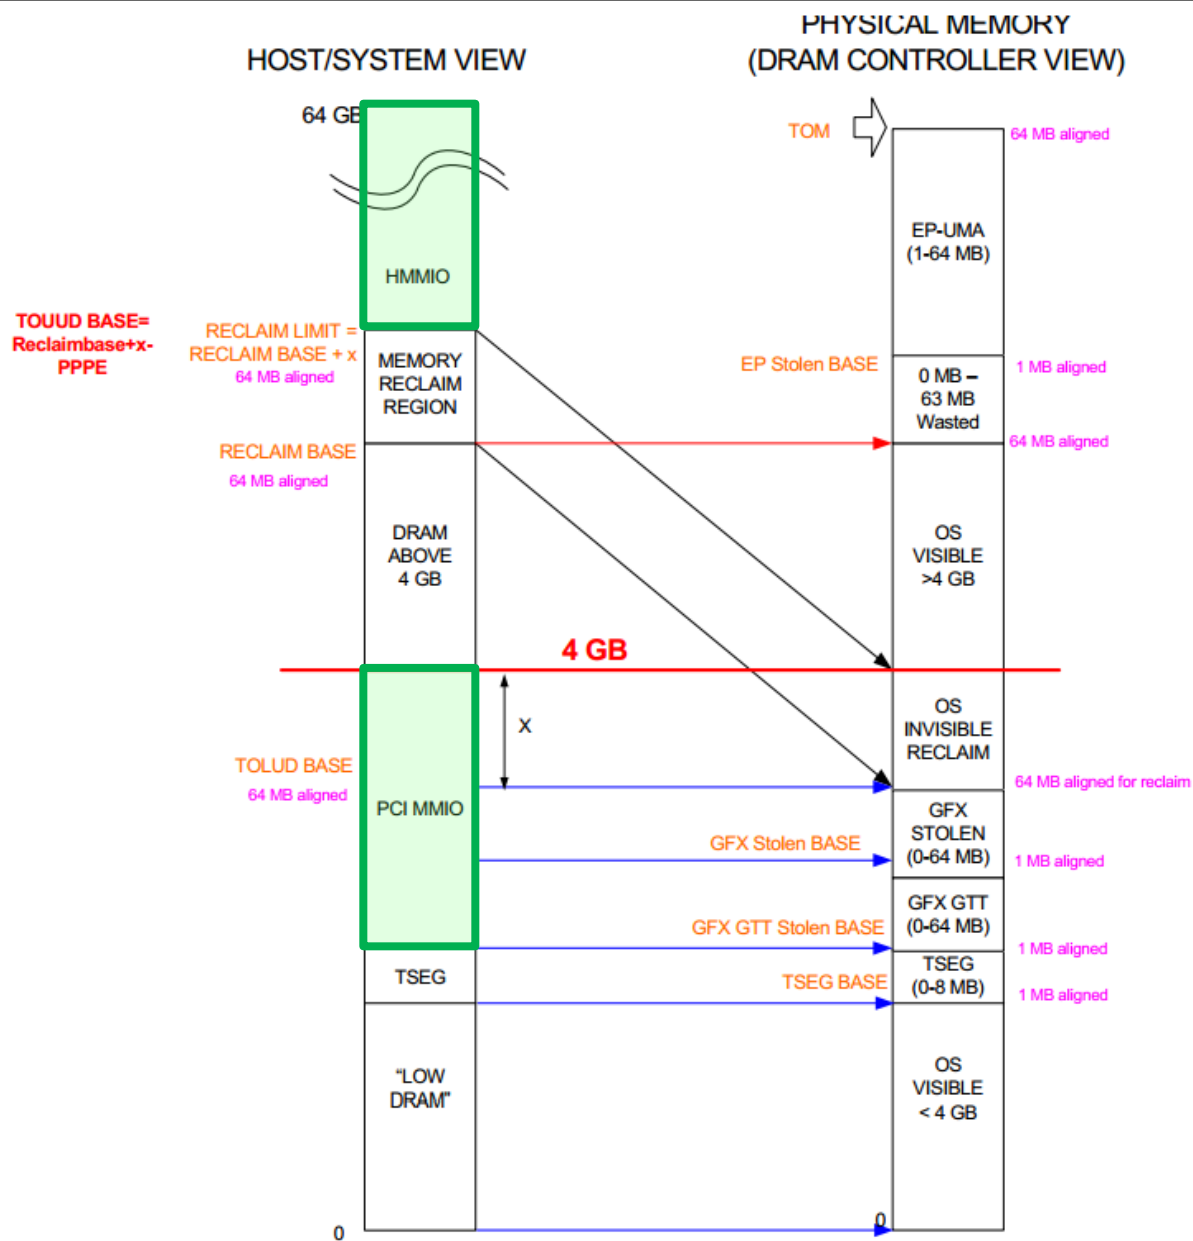 PHYSICAL MEMORY
(DRAM CONTROLLER VIEW)
HOST/SYSTEM VIEW
64 GB
TOM
64 MB aligned
EP-UMA
(1-64 MB)
HMMIO
TOUUD BASE=
Reclaimbase+x-
PPPE
RECLAIM LIMIT =
RECLAIM BASE + x
64 MB aligned
MEMORY
RECLAIM
REGION
EP Stolen BASE
1 MB aligned
0 MB –
63 MB
Wasted
RECLAIM BASE
64 MB aligned
64 MB aligned
DRAM
ABOVE
4 GB
OS
VISIBLE
>4 GB
4 GB
X
OS
INVISIBLE
RECLAIM
TOLUD BASE
64 MB aligned
64 MB aligned for reclaim
PCI MMIO
GFX
STOLEN
(0-64 MB)
GFX Stolen BASE
1 MB aligned
GFX GTT
(0-64 MB)
GFX GTT Stolen BASE
1 MB aligned
TSEG
TSEG
(0-8 MB)
TSEG BASE
1 MB aligned
“LOW
DRAM”
OS
VISIBLE
< 4 GB
0
0